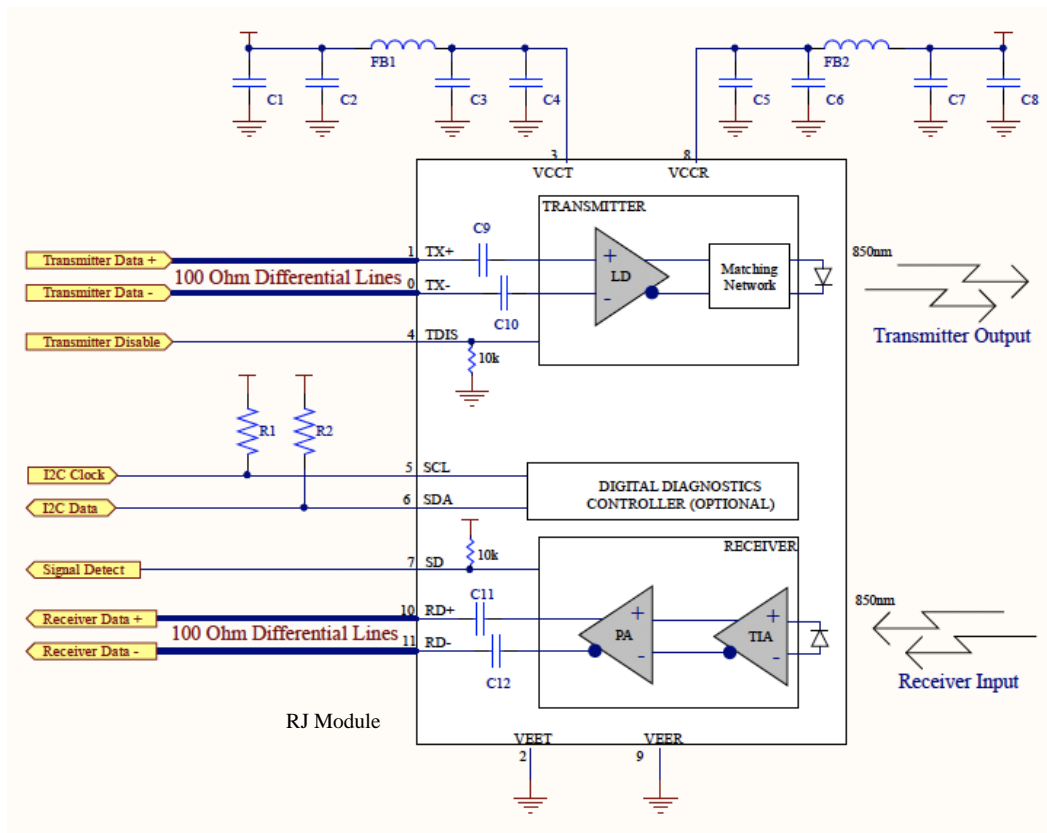 FB1
FB2
C1
C2
C3
C4
C5
C6
C7
C8
3
8
VCCT
VCCR
TRANSMITTER
C9
850nm
Transmitter Data +
1
TX+
+
100 Ohm Differential Lines
LD
Matching
Network
Transmitter Data -
0
TX-
-
C10
Transmitter Output
Transmitter Disable
4
TDIS
10k
R1
R2
I2C Clock
5
SCL
DIGITAL DIAGNOSTICS
CONTROLLER (OPTIONAL)
I2C Data
6
SDA
RECEIVER
10k
Signal Detect
7
SD
C11
850nm
Receiver Data +
10
RD+
+
+
100 Ohm Differential Lines
PA
TIA
Receiver Data -
11
RD-
-
-
C12
Receiver Input
RJ Module
VEET
VEER
2
9